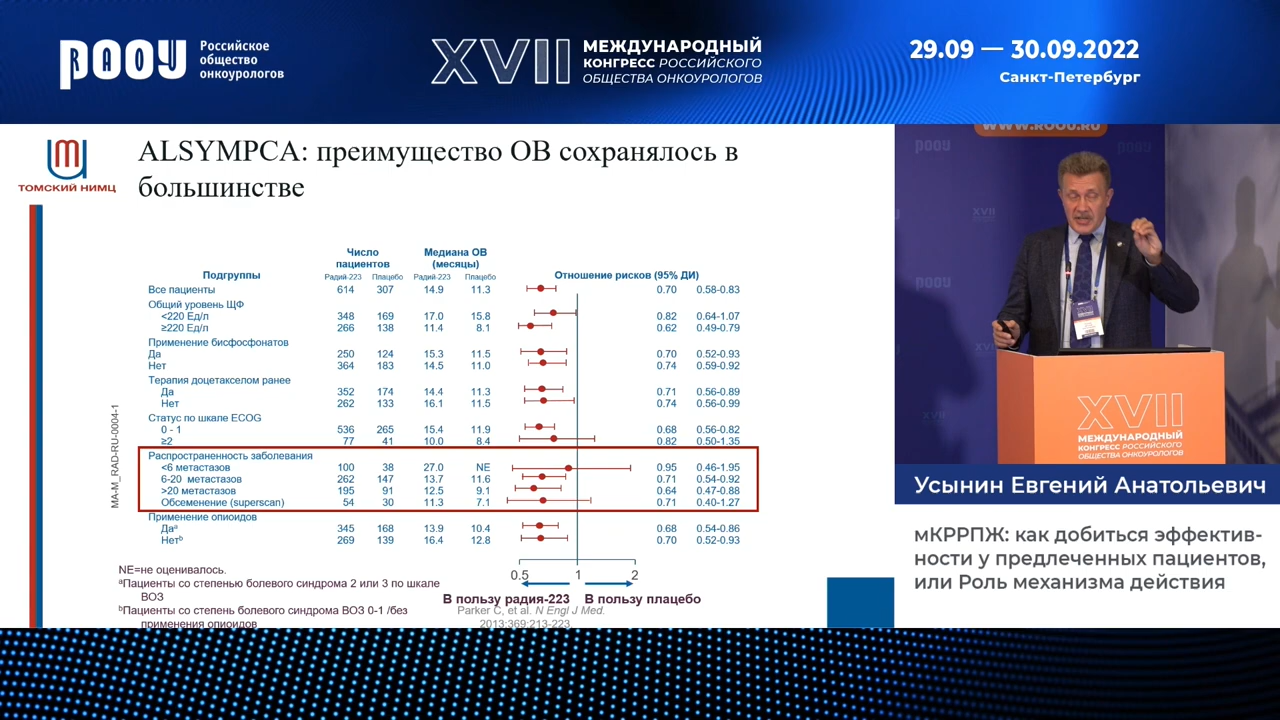 РООУ
Российское
общество
онкоурологов
XVII
МЕЖДУНАРОДНЫЙ
КОНГРЕСС РОССИЙСКОГО
ОБЩЕСТВА ОНКОУРОЛОГОВ
29.09 — 30.09.2022
Санкт-Петербург
ТОМСКИЙ НИМЦ
ALSYMPCA: преимущество ОВ сохранялось в
большинстве
Число пациентов Медиана ОВ (месяцы)
Подгруппы Радий-223 Плацебо Радий-223 Плацебо Отношение рисков (95% ДИ)
Все пациенты 614 307 14.9 11.3 0.70 0.58-0.83
Общий уровень ЩФ
<220 Ед/л 348 169 17.0 15.8 0.82 0.64-1.07
≥220 Ед/л 266 138 11.4 8.1 0.62 0.49-0.79
Применение бисфосфонатов
Да 250 124 15.3 11.5 0.70 0.52-0.93
Нет 364 183 14.5 11.0 0.74 0.59-0.92
Терапия доцетакселом ранее
Да 352 174 14.4 11.3 0.71 0.56-0.89
Нет 262 133 16.1 11.5 0.74 0.56-0.99
Статус по шкале ECOG
0 - 1 536 265 15.4 11.9 0.68 0.56-0.82
≥2 77 41 10.0 8.4 0.82 0.50-1.35
Распространенность заболевания
<6 метастазов 100 38 27.0 NE 0.95 0.46-1.95
6-20 метастазов 262 147 13.7 11.6 0.71 0.54-0.92
>20 метастазов 195 91 12.5 9.1 0.64 0.47-0.88
Обсеменение (superscan) 54 30 11.3 7.1 0.71 0.40-1.27
Применение опиоидов
Даᵃ 345 168 13.9 10.4 0.68 0.54-0.86
Нетᵇ 269 139 16.4 12.8 0.70 0.52-0.93
0.5 1 2
В пользу радия-223 В пользу плацебо
NE=не оценивалось.
ᵃПациенты со степенью болевого синдрома 2 или 3 по шкале
ВОЗ
ᵇПациенты со степень болевого синдрома ВОЗ 0-1 /без
применения опиоидов
Parker C, et al. N Engl J Med.
2013;369:213-223.
MA-M_RAD-RU-0004-1
WWW.ROOU.RU
XVII
МЕЖДУНАРОДНЫЙ
КОНГРЕСС РОССИЙСКОГО
ОБЩЕСТВА ОНКОУРОЛОГОВ
Усынин Евгений Анатольевич
мКРРПЖ: как добиться эффектив-
ности у предлеченных пациентов,
или Роль механизма действия